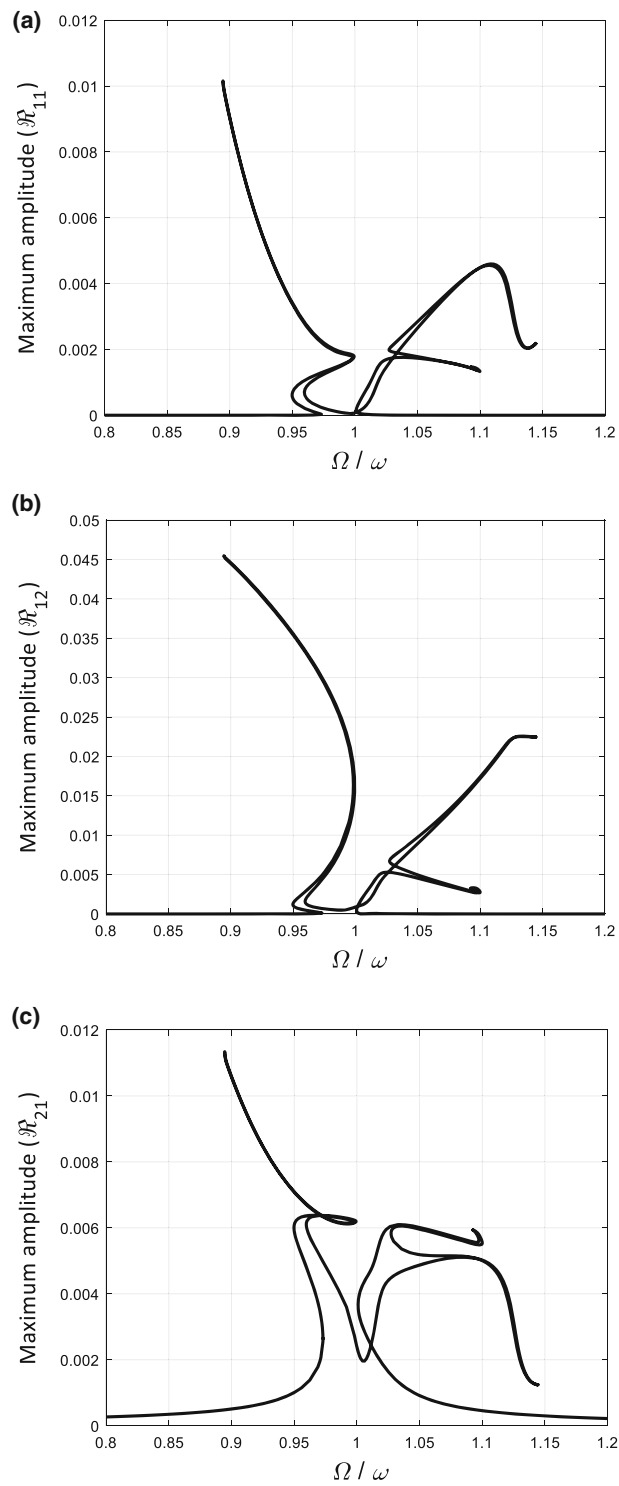 (a)
0.012
0.01
0.008
0.006
0.004
0.002
0
Maximum amplitude (ℜ11)
0.8 0.85 0.9 0.95 1 1.05 1.1 1.15 1.2
Ω / ω
(b)
0.05
0.045
0.04
0.035
0.03
0.025
0.02
0.015
0.01
0.005
0
Maximum amplitude (ℜ12)
0.8 0.85 0.9 0.95 1 1.05 1.1 1.15 1.2
Ω / ω
(c)
0.012
0.01
0.008
0.006
0.004
0.002
0
Maximum amplitude (ℜ21)
0.8 0.85 0.9 0.95 1 1.05 1.1 1.15 1.2
Ω / ω